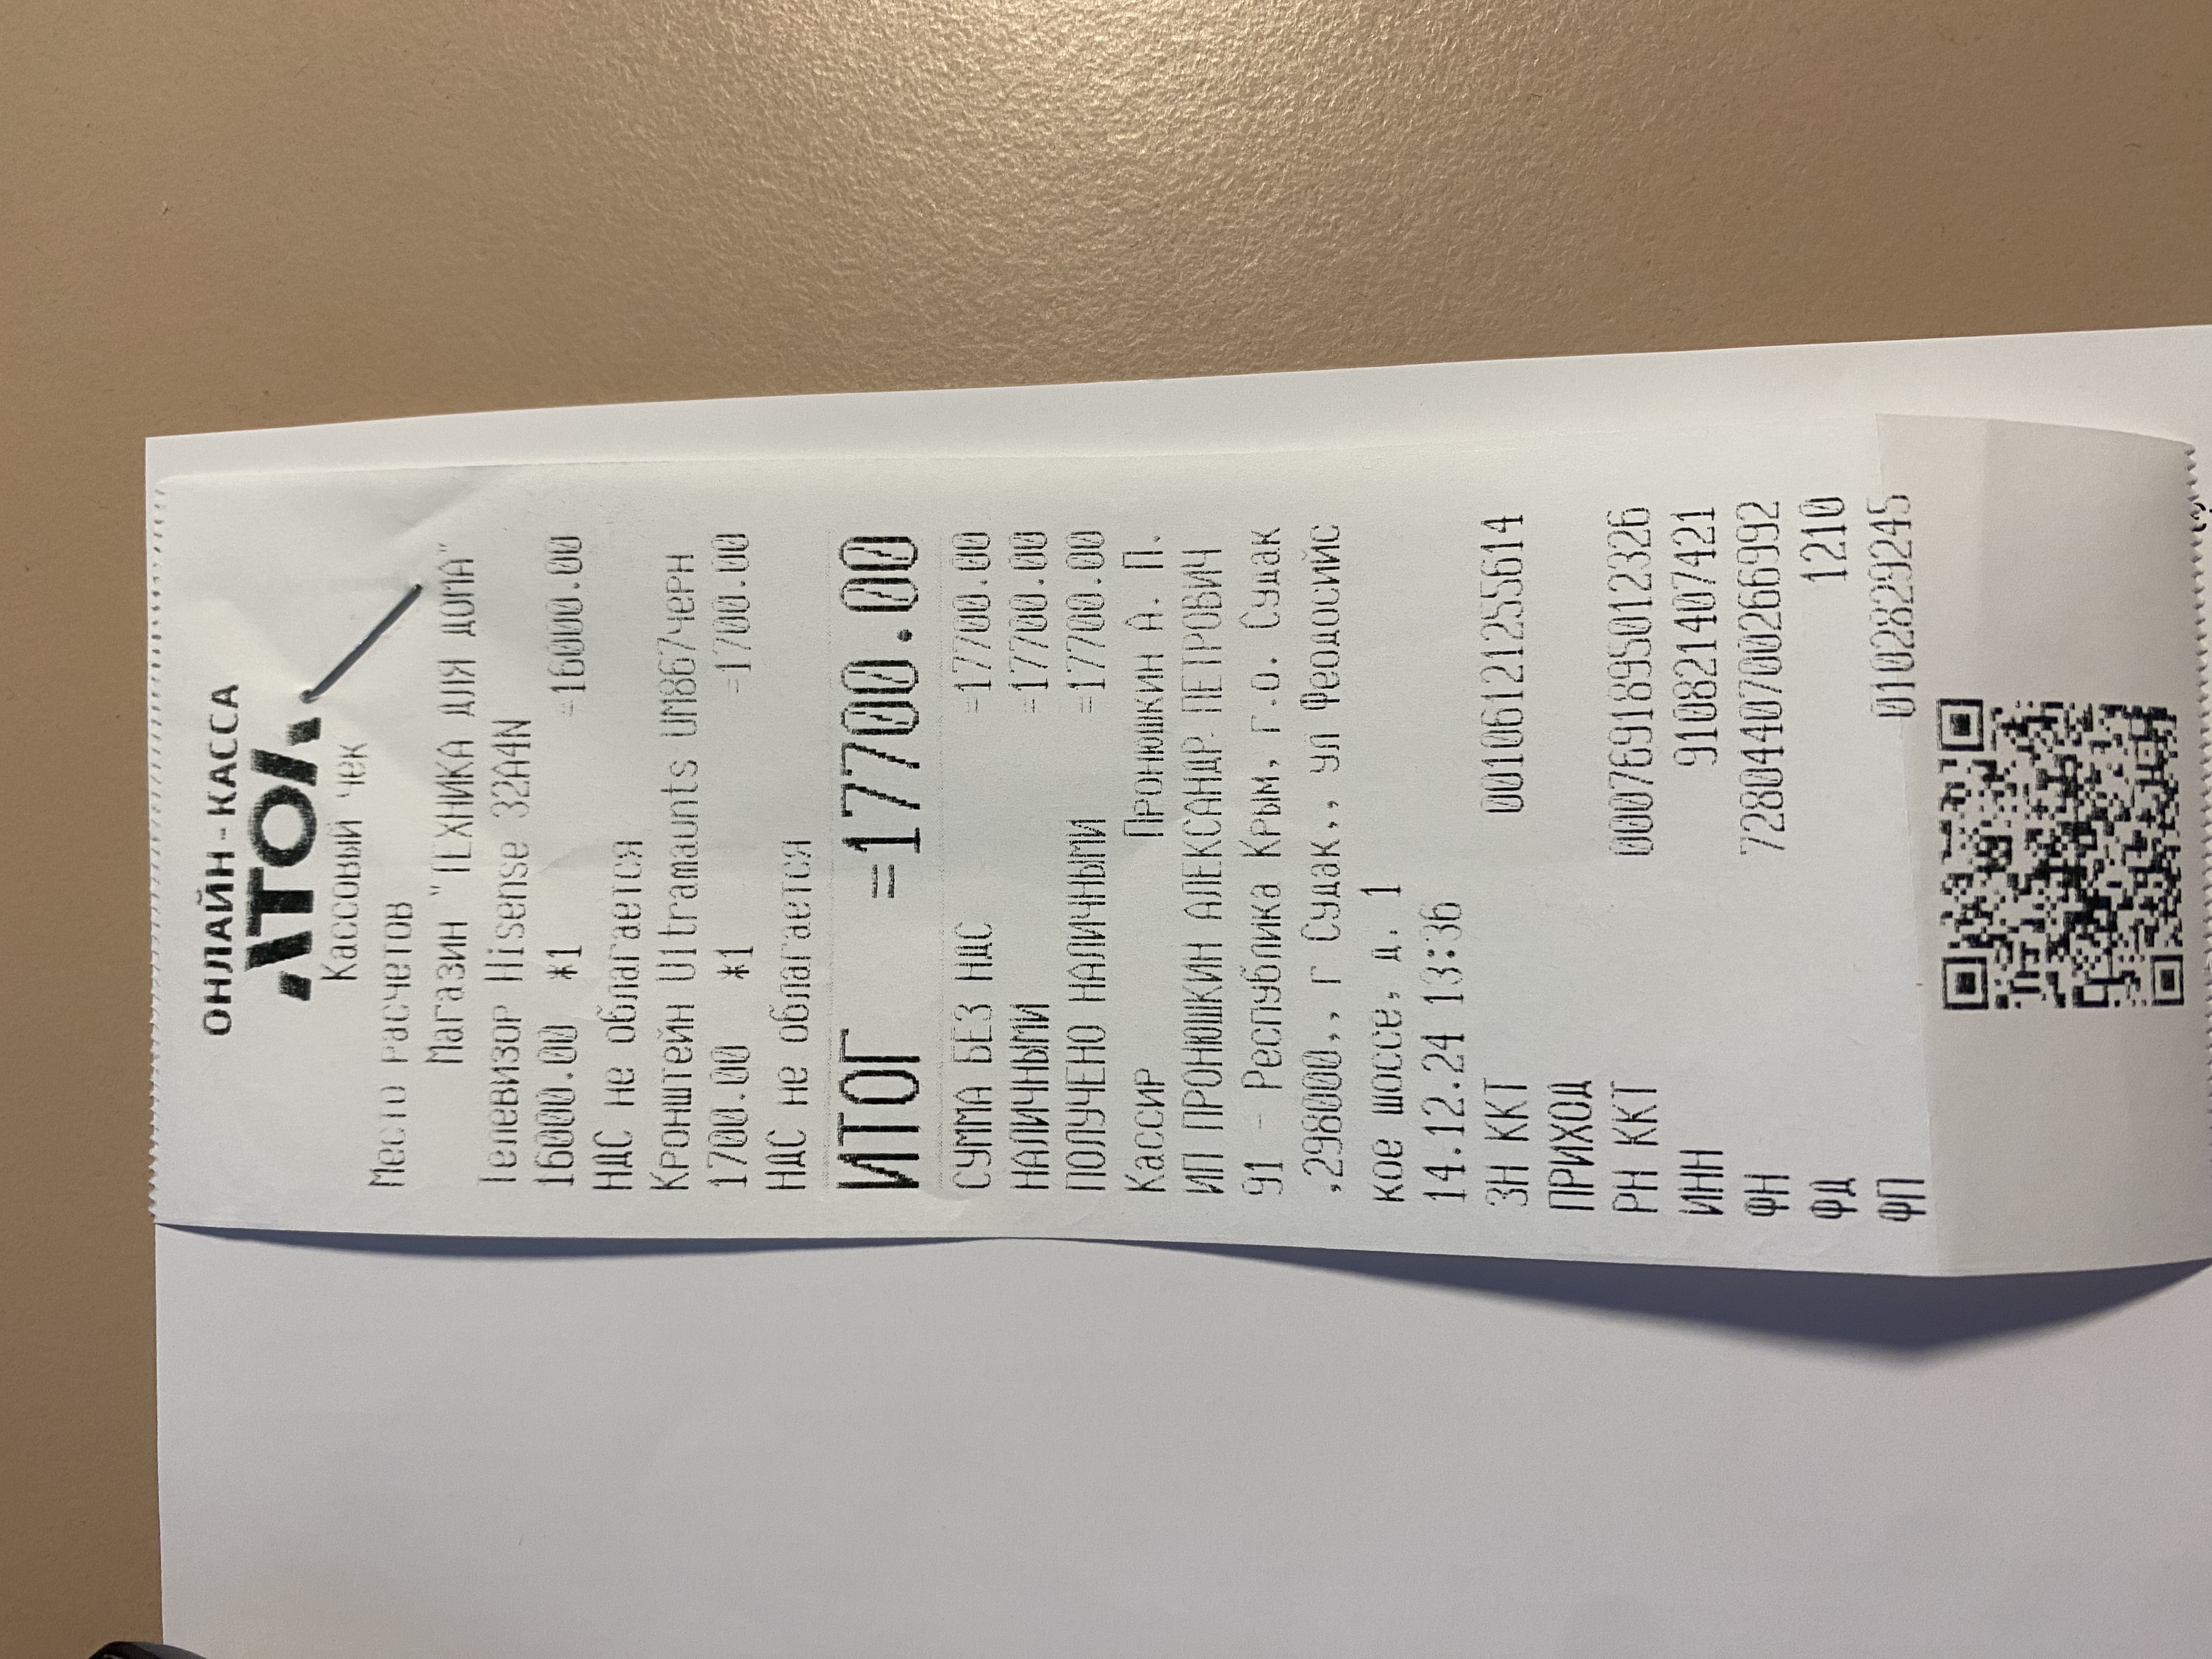 ОНЛАЙН-КАССА
АТОЛ
Кассовый чек
Место расчетов
Магазин "ТЕХНИКА ДЛЯ ДОМА"
Телевизор Hisense 32A4N
16000.00 *1 =16000.00
НДС не облагается
Кронштейн Ultramaunts UN867черн
1700.00 *1 =1700.00
НДС не облагается
ИТОГ =17700.00
СУММА БЕЗ НДС =17700.00
НАЛИЧНЫМИ =17700.00
ПОЛУЧЕНО НАЛИЧНЫМИ =17700.00
Кассир Пронюшкин А. П.
ИП ПРОНЮШКИН АЛЕКСАНДР ПЕТРОВИЧ
91 - Республика Крым, г.о. Судак
,298000,, г Судак,, ул Феодосийс
кое шоссе, д. 1
14.12.24 13:36
ЗН ККТ 00106121255614
ПРИХОД
РН ККТ 0007691895012326
ИНН 910821407421
ФН 7280440700266992
ФД 1210
ФП 0102829245